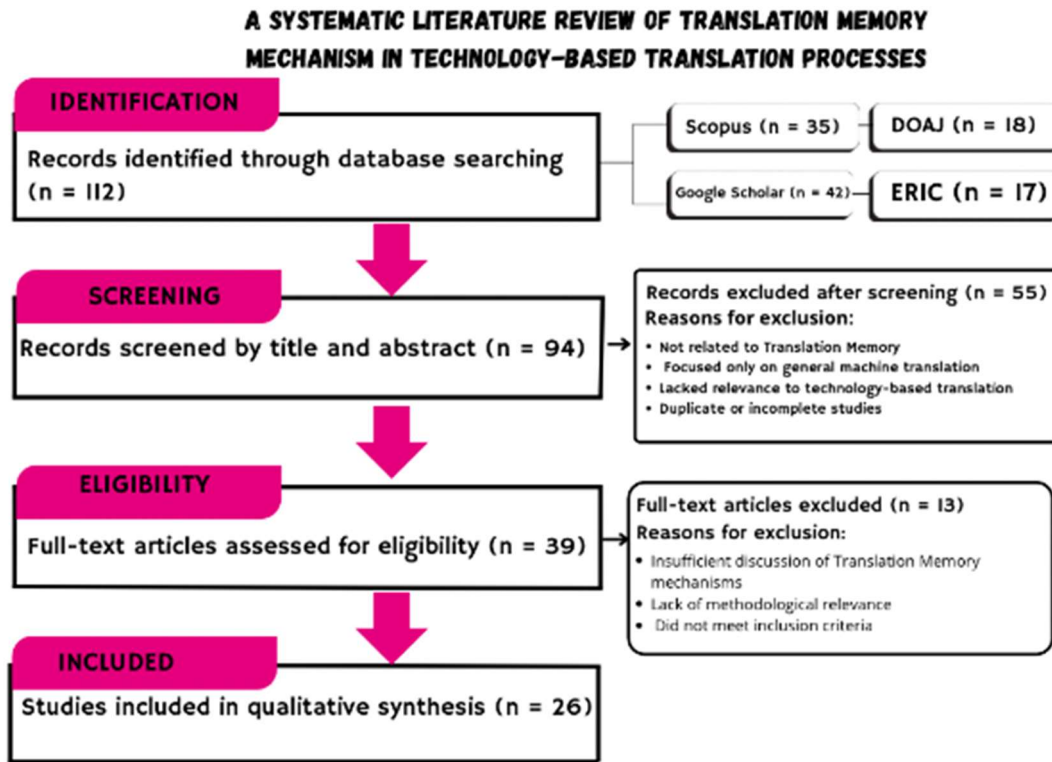 A SYSTEMATIC LITERATURE REVIEW OF TRANSLATION MEMORY
MECHANISM IN TECHNOLOGY-BASED TRANSLATION PROCESSES
IDENTIFICATION
Records identified through database searching
(n = 112)
Scopus (n = 35)
DOAJ (n = 18)
Google Scholar (n = 42)
ERIC (n = 17)
SCREENING
Records screened by title and abstract (n = 94)
Records excluded after screening (n = 55)
Reasons for exclusion:
• Not related to Translation Memory
• Focused only on general machine translation
• Lacked relevance to technology-based translation
• Duplicate or incomplete studies
ELIGIBILITY
Full-text articles assessed for eligibility (n = 39)
Full-text articles excluded (n = 13)
Reasons for exclusion:
• Insufficient discussion of Translation Memory
mechanisms
• Lack of methodological relevance
• Did not meet inclusion criteria
INCLUDED
Studies included in qualitative synthesis (n = 26)